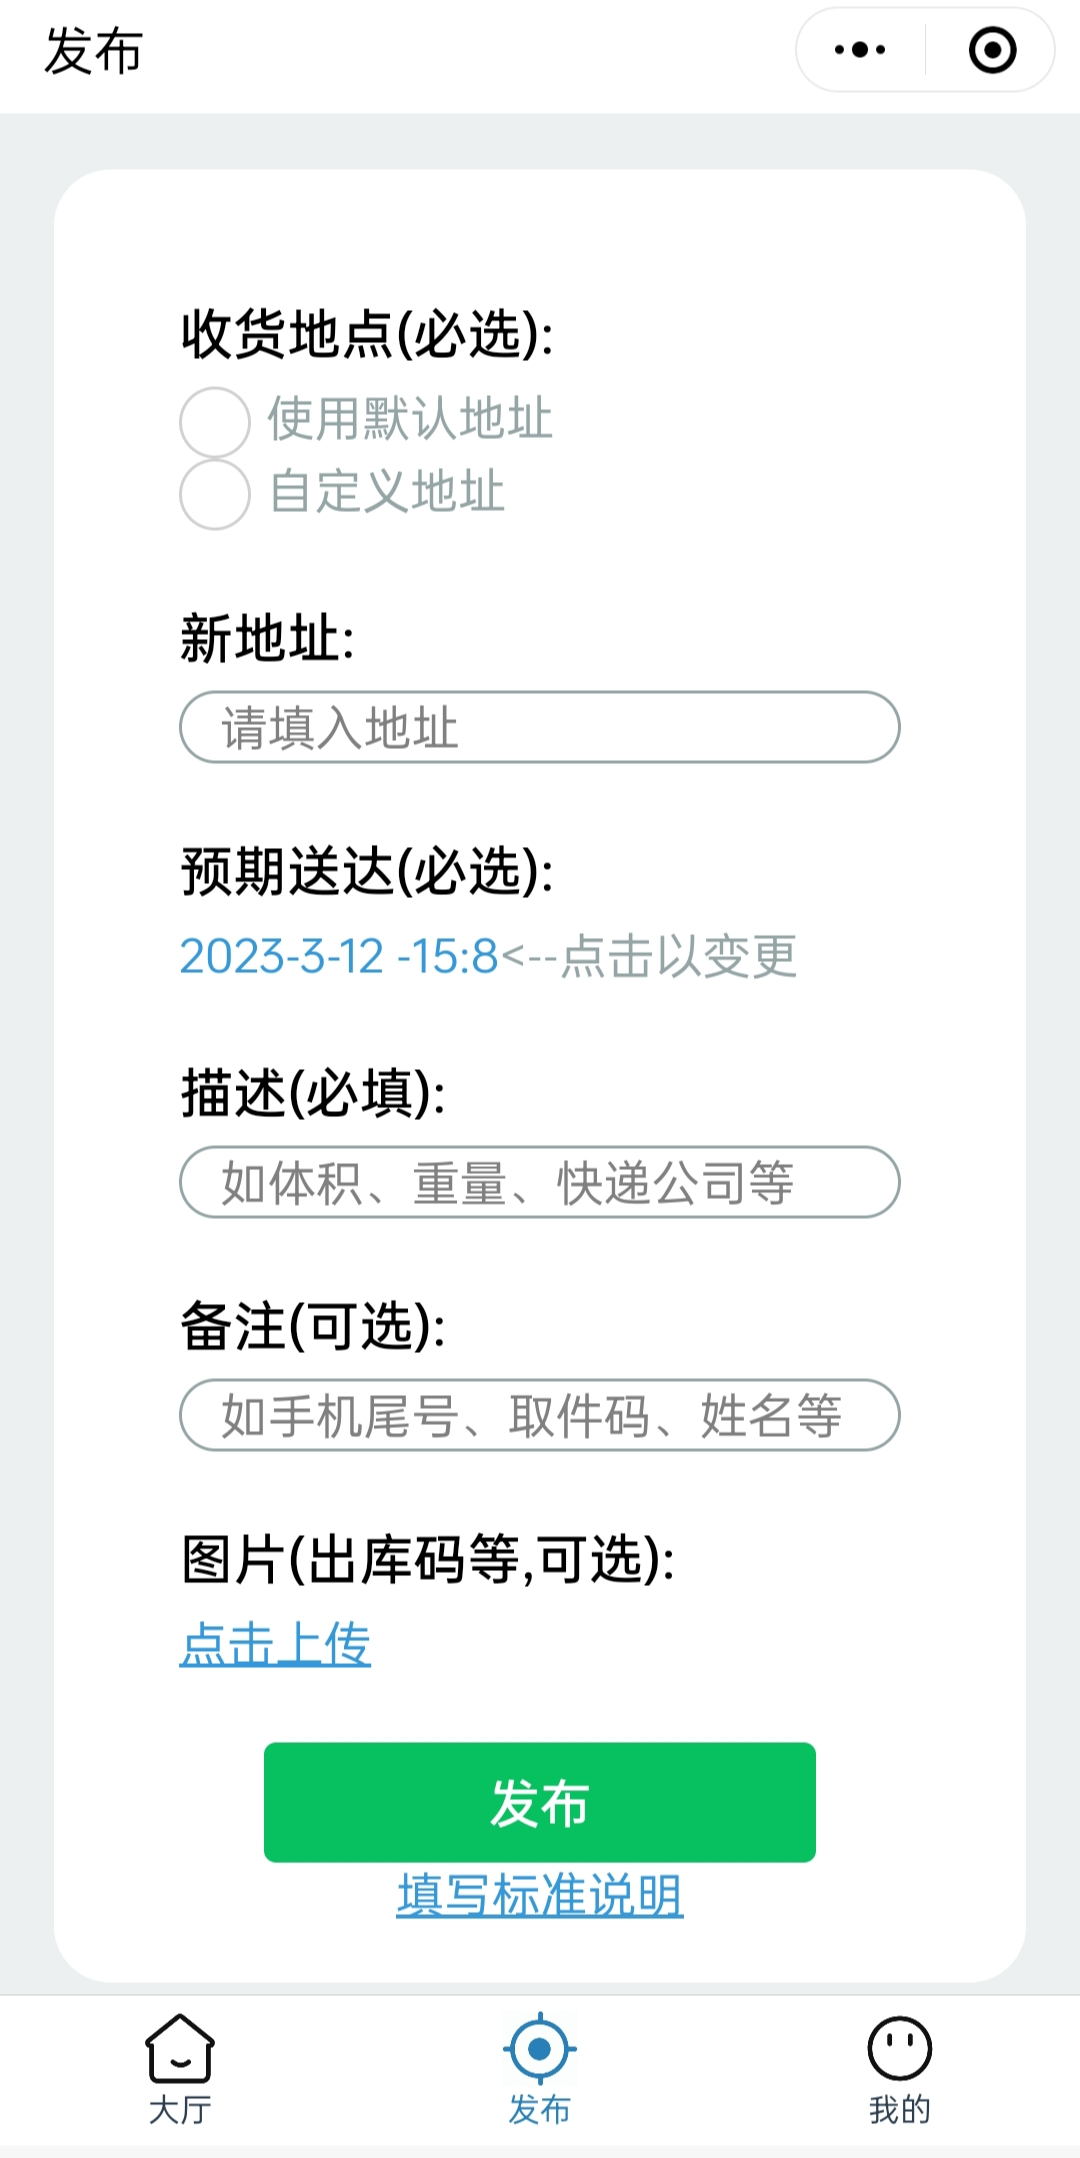 发布
收货地点(必选):
使用默认地址
自定义地址
新地址:
请填入地址
预期送达(必选):
2023-3-12 -15:8<--点击以变更
描述(必填):
如体积、重量、快递公司等
备注(可选):
如手机尾号、取件码、姓名等
图片(出库码等,可选):
点击上传
发布
填写标准说明
大厅
发布
我的